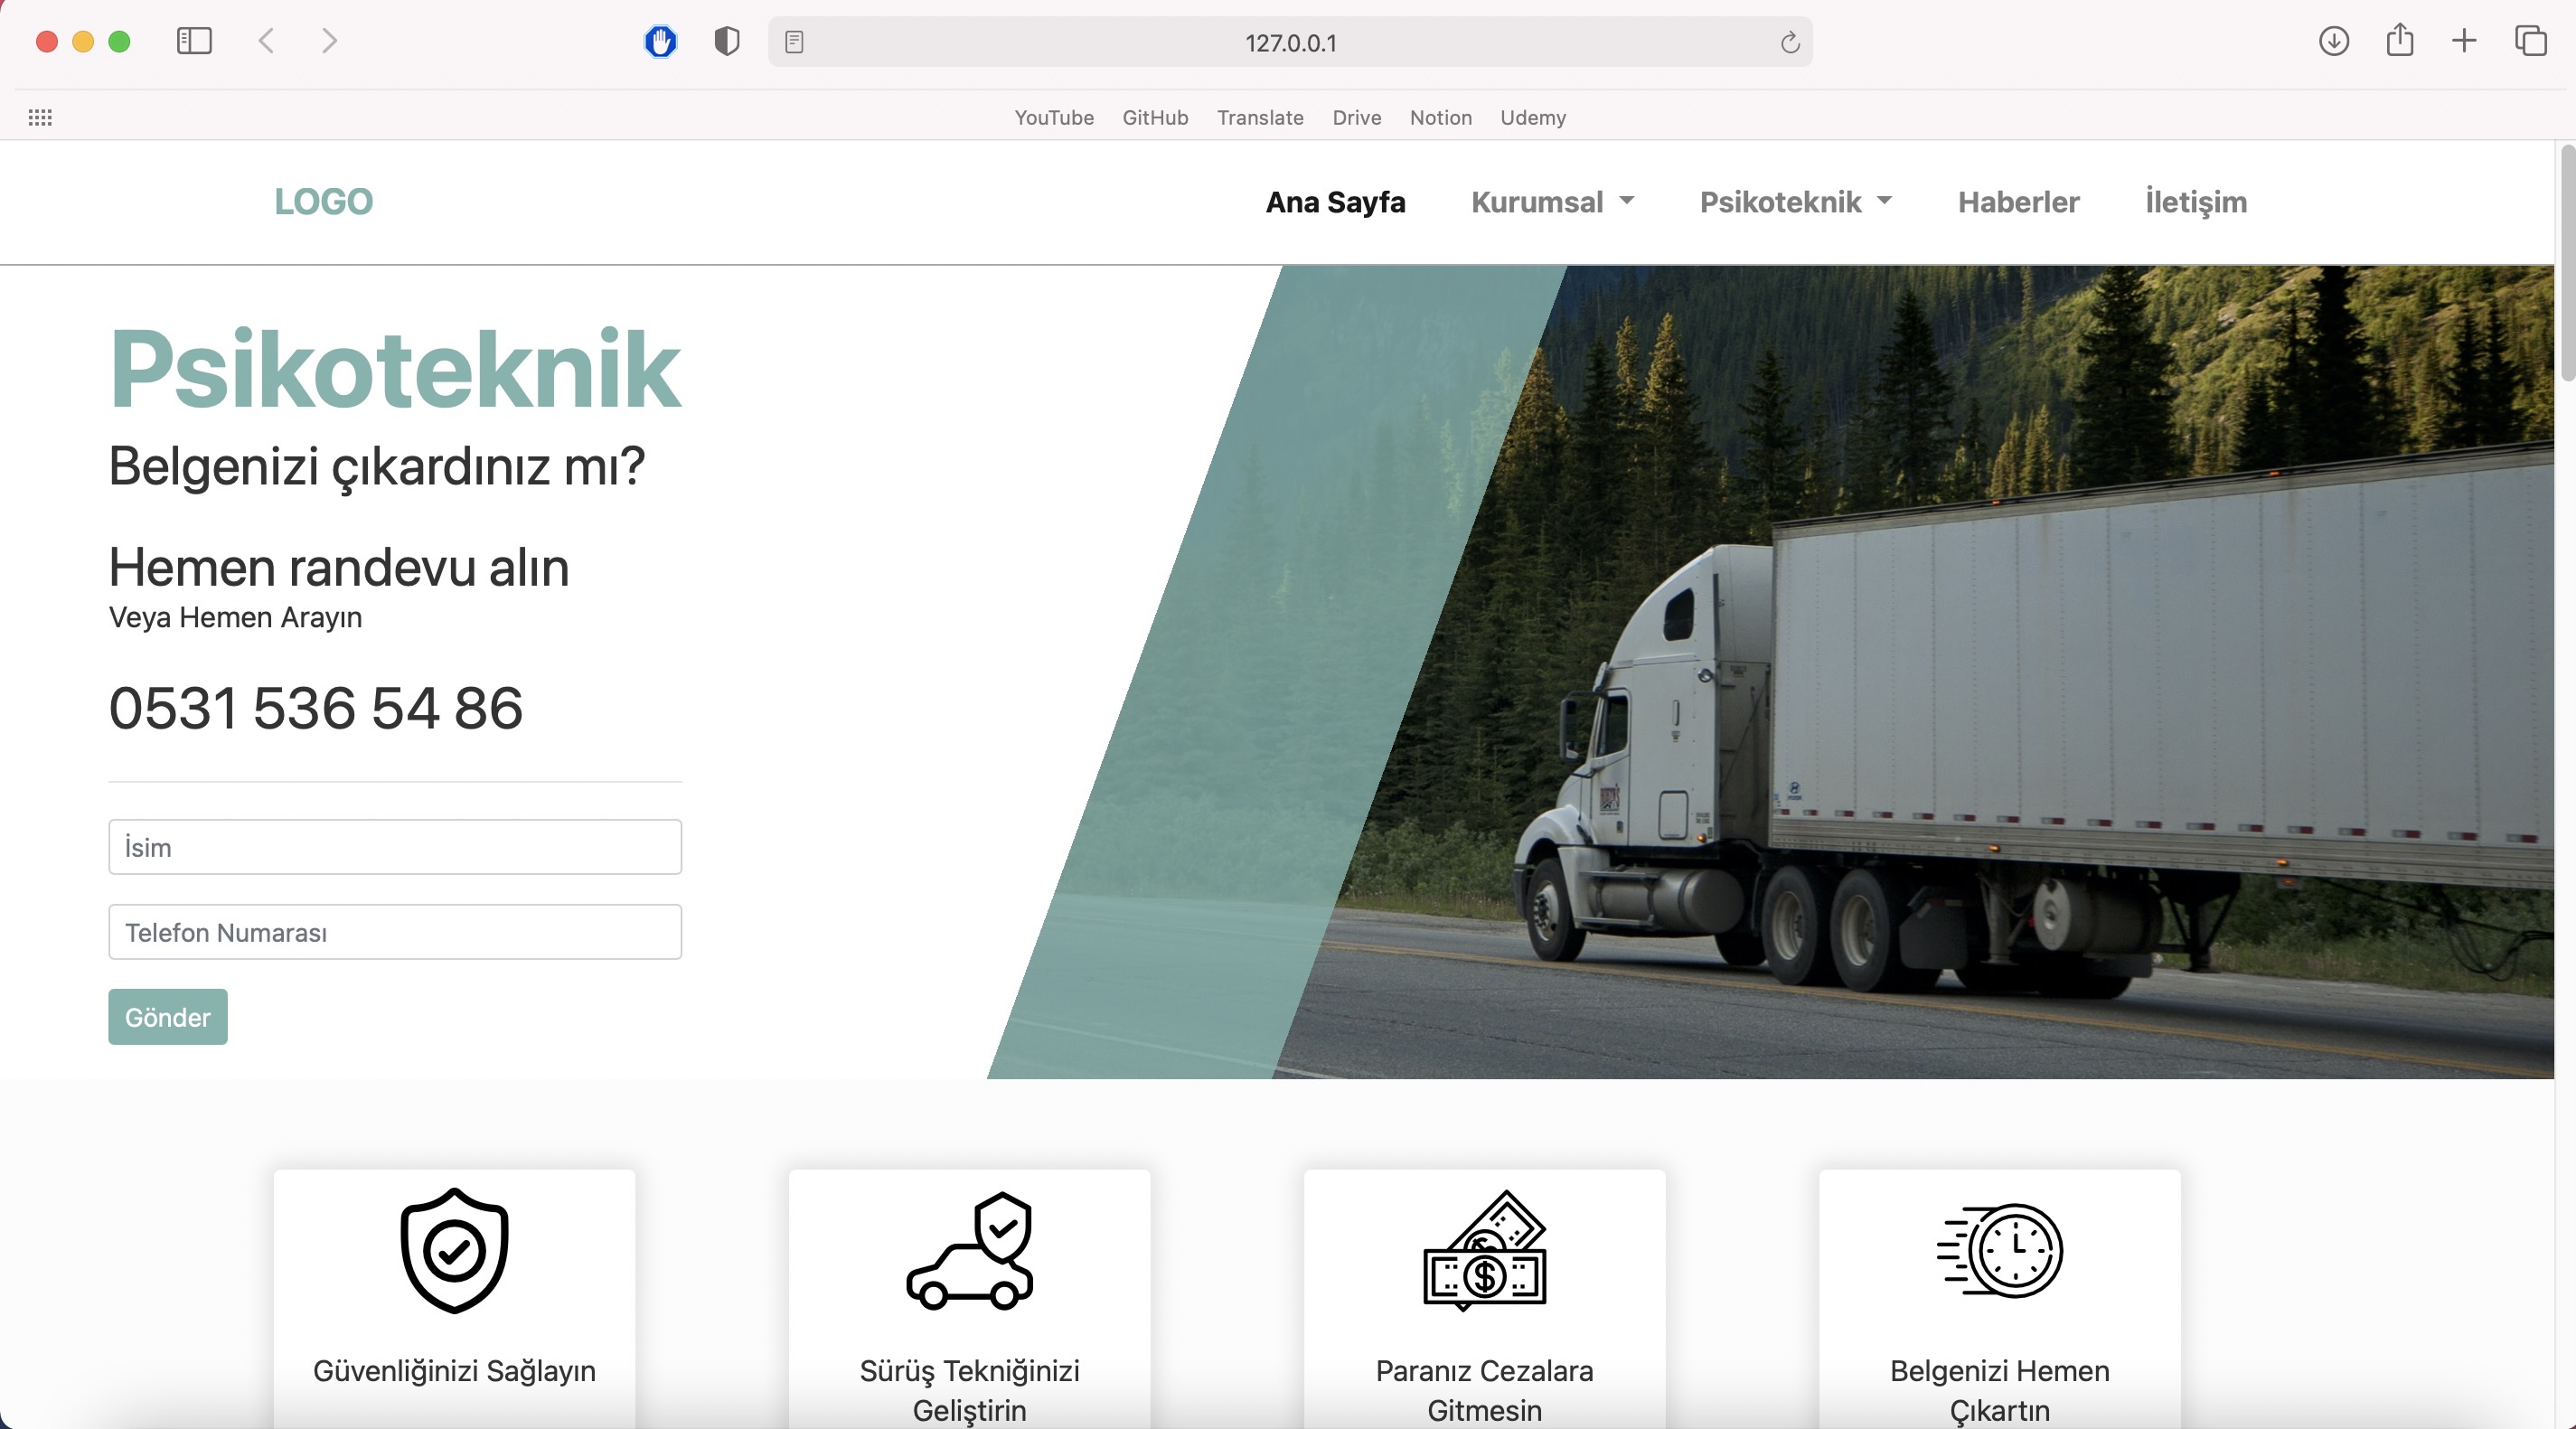 127.0.0.1
YouTube GitHub Translate Drive Notion Udemy
LOGO
Ana Sayfa Kurumsal Psikoteknik Haberler İletişim
Psikoteknik
Belgenizi çıkardınız mı?
Hemen randevu alın
Veya Hemen Arayın
0531 536 54 86
İsim
Telefon Numarası
Gönder
Güvenliğinizi Sağlayın
Sürüş Tekniğinizi
Geliştirin
Paranız Cezalara
Gitmesin
Belgenizi Hemen
Çıkartın